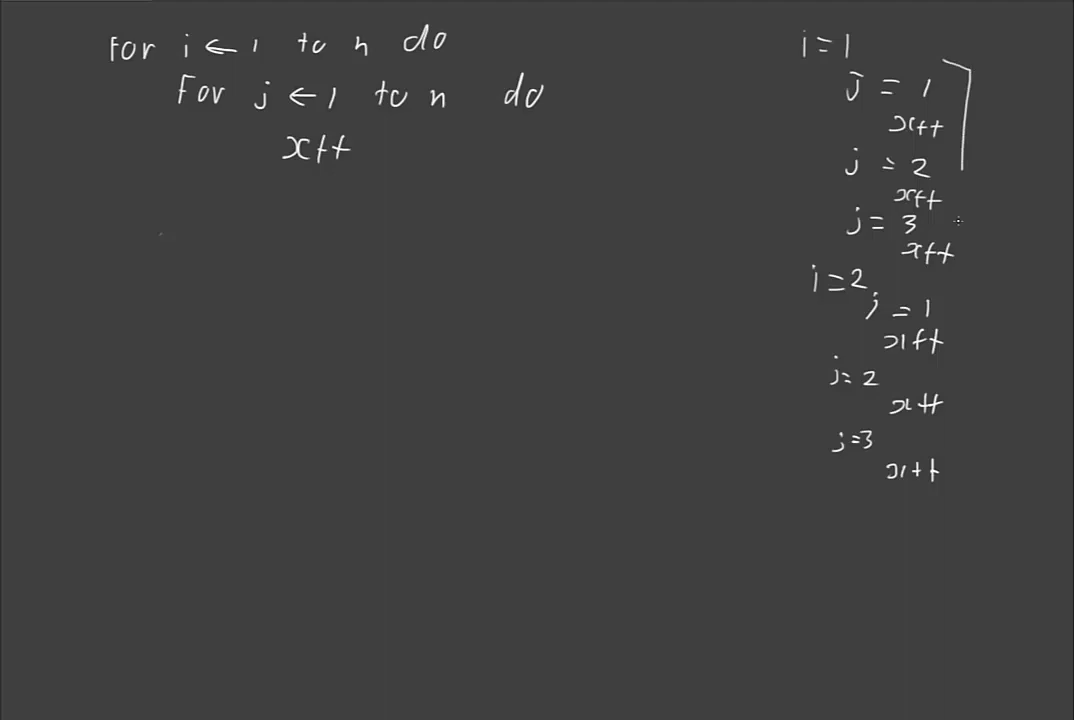 For i ← 1 to n do
For j ← 1 to n do
x++
i = 1
j = 1
x++
j = 2
x++
j = 3
x++
i = 2
j = 1
x++
j = 2
x++
j = 3
x++